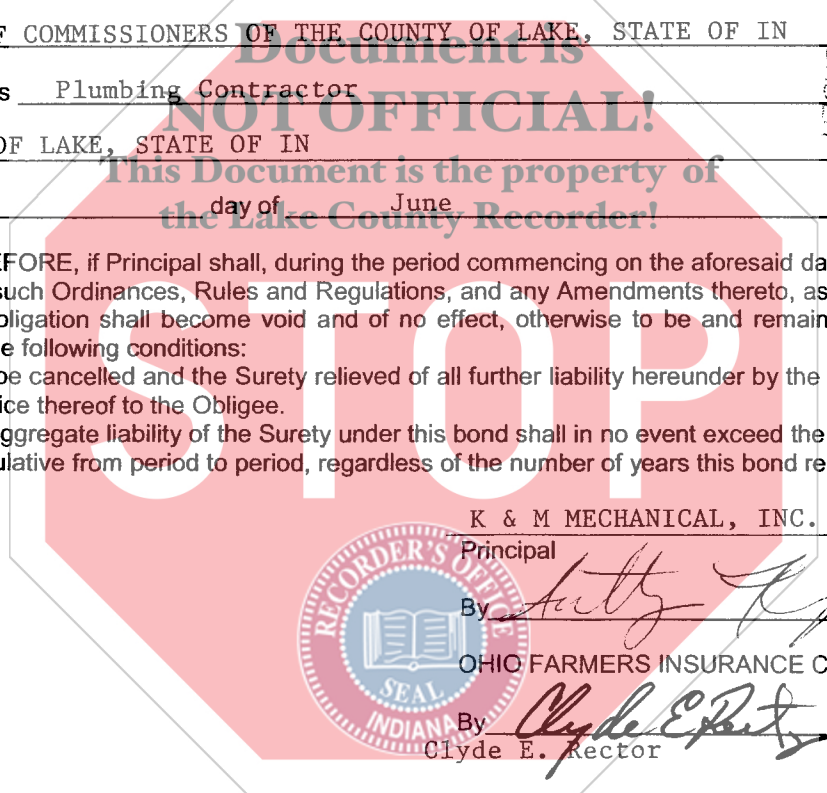 F COMMISSIONERS OF THE COUNTY OF LAKE, STATE OF IN
Document is
s Plumbing Contractor
NOT OFFICIAL!
OF LAKE, STATE OF IN
This Document is the property of
day of June
the Lake County Recorder!
EFORE, if Principal shall, during the period commencing on the aforesaid da
such Ordinances, Rules and Regulations, and any Amendments thereto, as
bligation shall become void and of no effect, otherwise to be and remain
e following conditions:
be cancelled and the Surety relieved of all further liability hereunder by the
ice thereof to the Obligee.
ggregate liability of the Surety under this bond shall in no event exceed the
ulative from period to period, regardless of the number of years this bond re
STOP
K & M MECHANICAL, INC.
Principal
RECORDER'S OFFICE
By
OHIO FARMERS INSURANCE C
SEAL
INDIANA
By Clyde E Rector
Clyde E. Rector